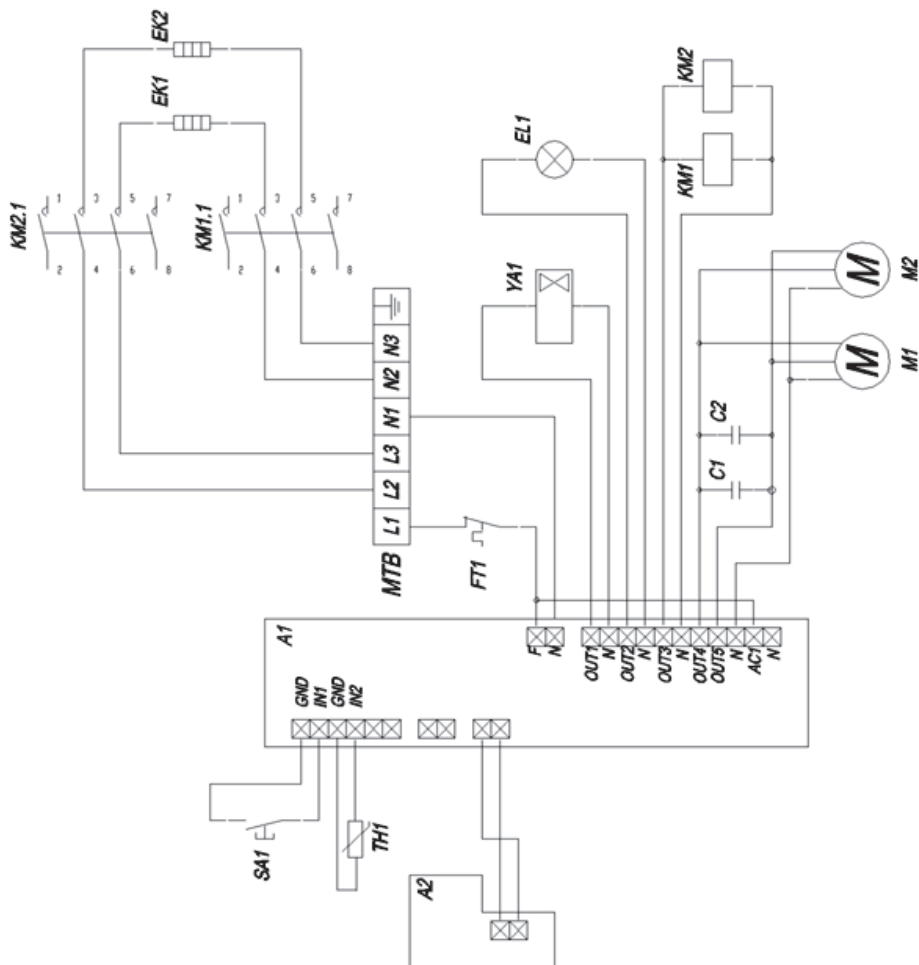 EK2
EK1
KM2.1
1
3
5
7
2
4
6
8
KM1.1
1
3
5
7
2
4
6
8
EL1
KM2
KM1
YA1
M
M2
M
M1
C2
C1
MTB
L1
L2
L3
N1
N2
N3
FT1
A1
GND
IN1
GND
IN2
F
N
OUT1
N
OUT2
N
OUT3
N
OUT4
OUT5
N
AC1
N
SA1
TH1
A2